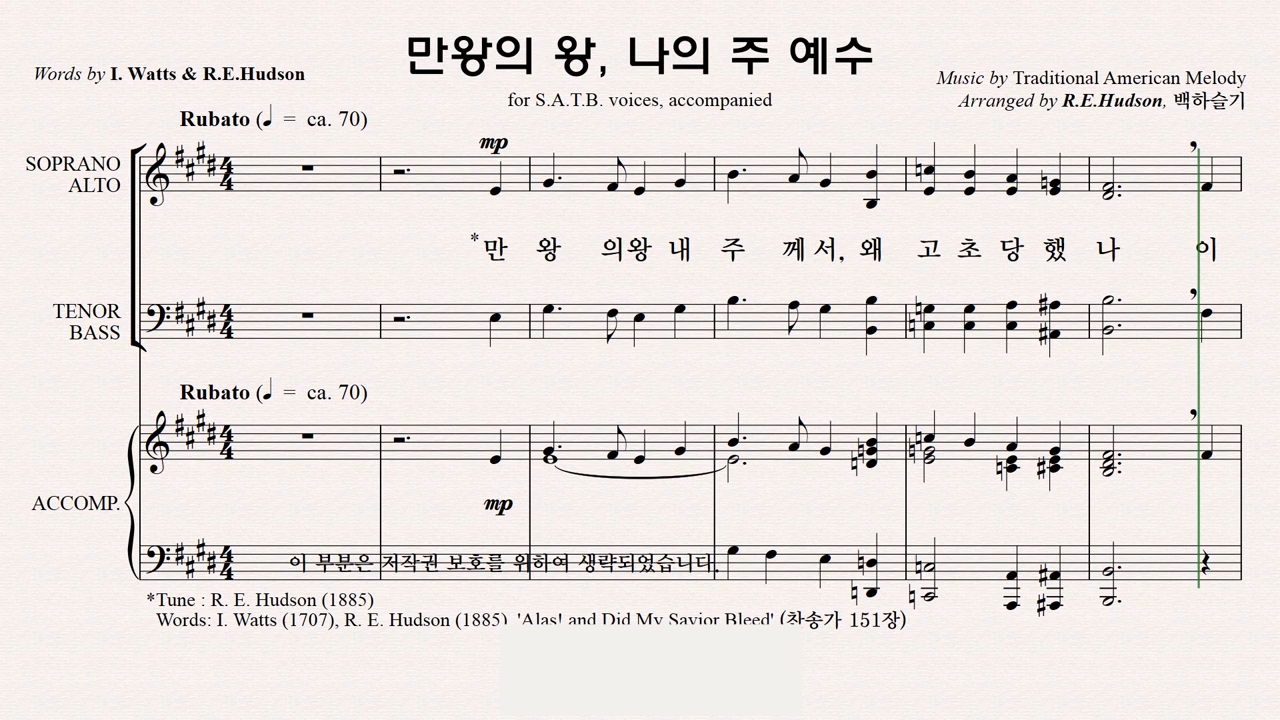 만왕의 왕, 나의 주 예수
Words by I. Watts & R.E.Hudson
Music by Traditional American Melody
for S.A.T.B. voices, accompanied
Arranged by R.E.Hudson, 백하슬기
Rubato (♩ = ca. 70)
mp
SOPRANO
ALTO
*만 왕 의왕 내 주 께서, 왜 고 초 당 했 나 이
TENOR
BASS
Rubato (♩ = ca. 70)
mp
ACCOMP.
이 부분은 저작권 보호를 위하여 생략되었습니다.
*Tune : R. E. Hudson (1885)
Words: I. Watts (1707), R. E. Hudson (1885), 'Alas! and Did My Savior Bleed' (찬송가 151장)